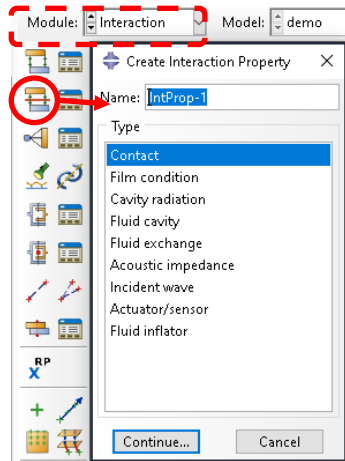 Module: Interaction Model: demo
Create Interaction Property
Name: IntProp-1
Type
Contact
Film condition
Cavity radiation
Fluid cavity
Fluid exchange
Acoustic impedance
Incident wave
Actuator/sensor
Fluid inflator
RP
Continue... Cancel